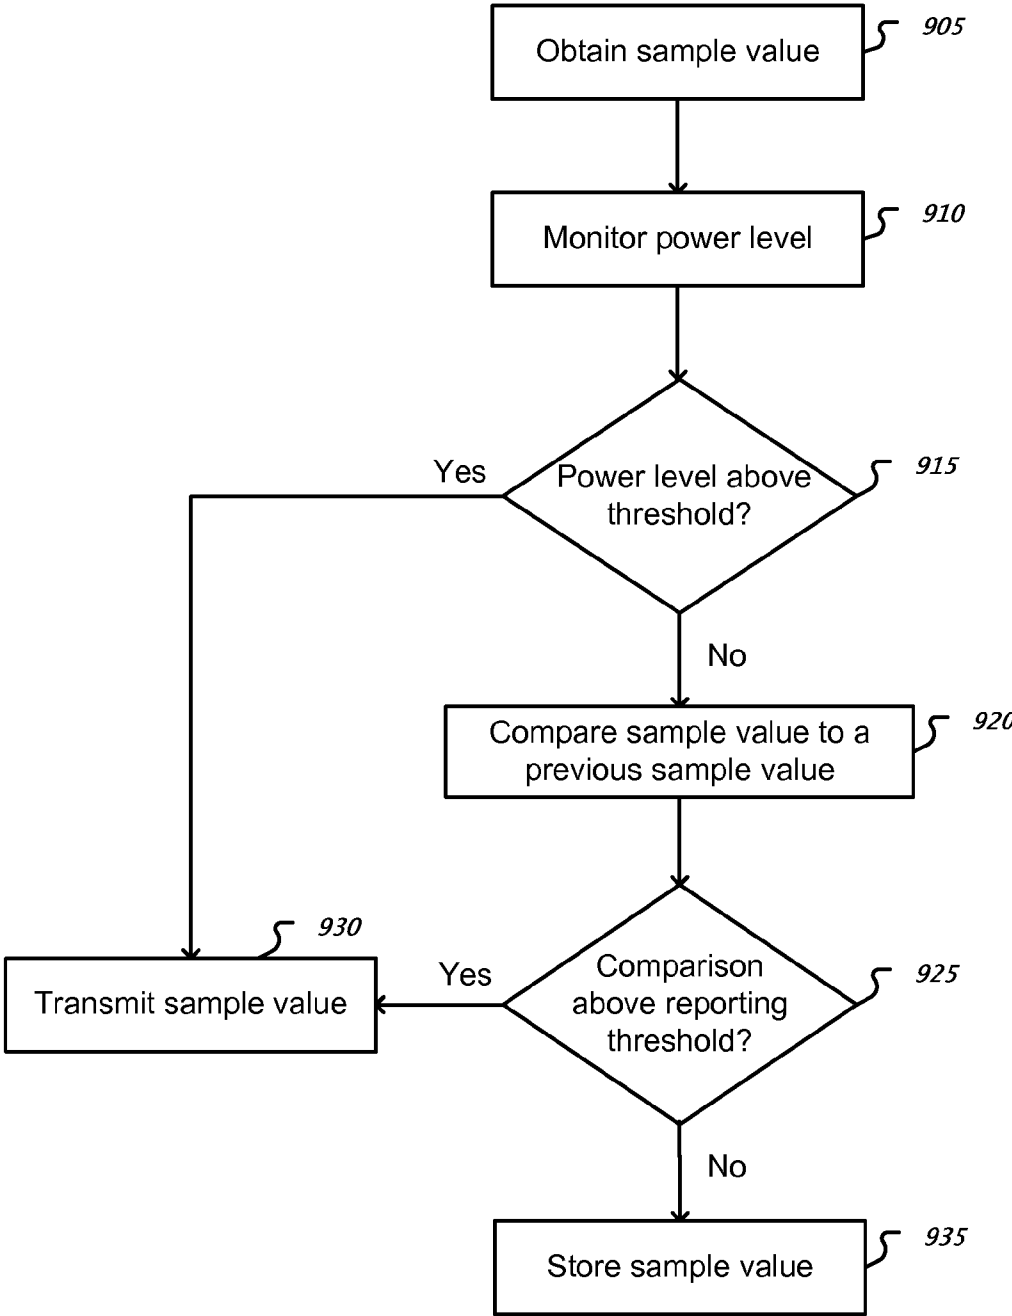 Obtain sample value
905
Monitor power level
910
Power level above
threshold?
915
Yes
No
Compare sample value to a
previous sample value
920
Comparison
above reporting
threshold?
925
Yes
930
Transmit sample value
No
Store sample value
935